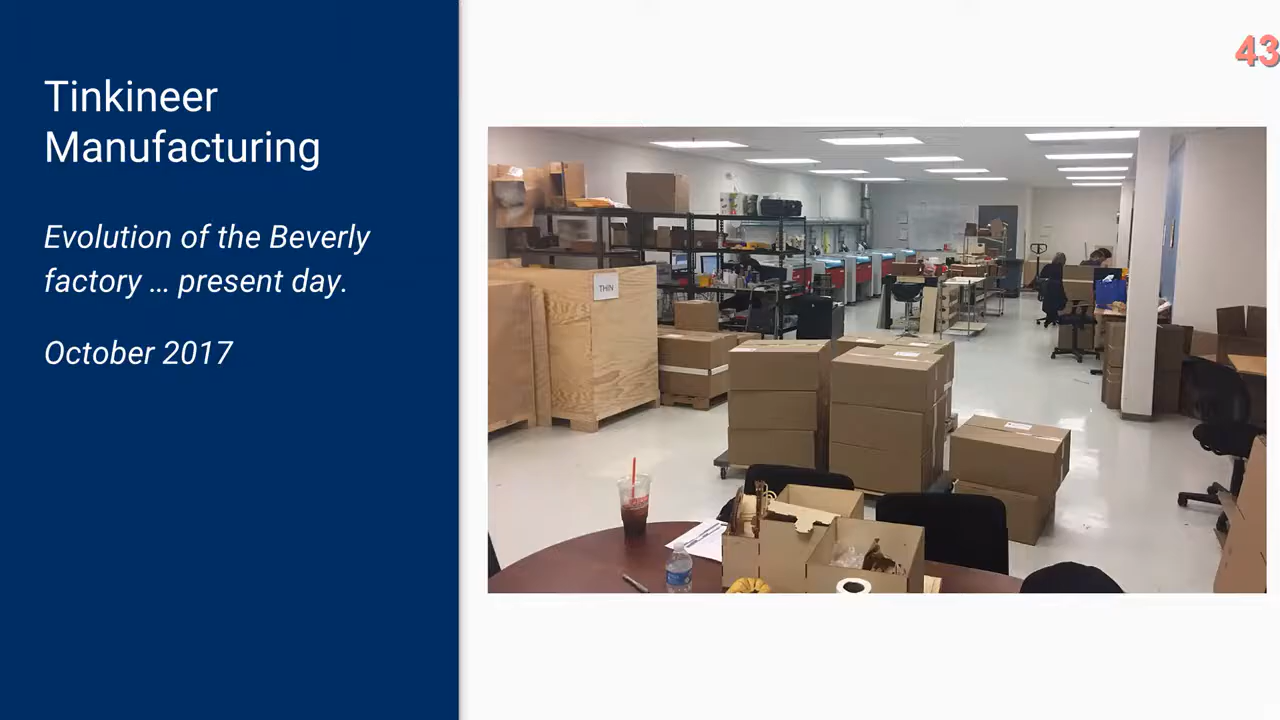 Tinkineer
Manufacturing
Evolution of the Beverly
factory ... present day.
October 2017
43
THIN